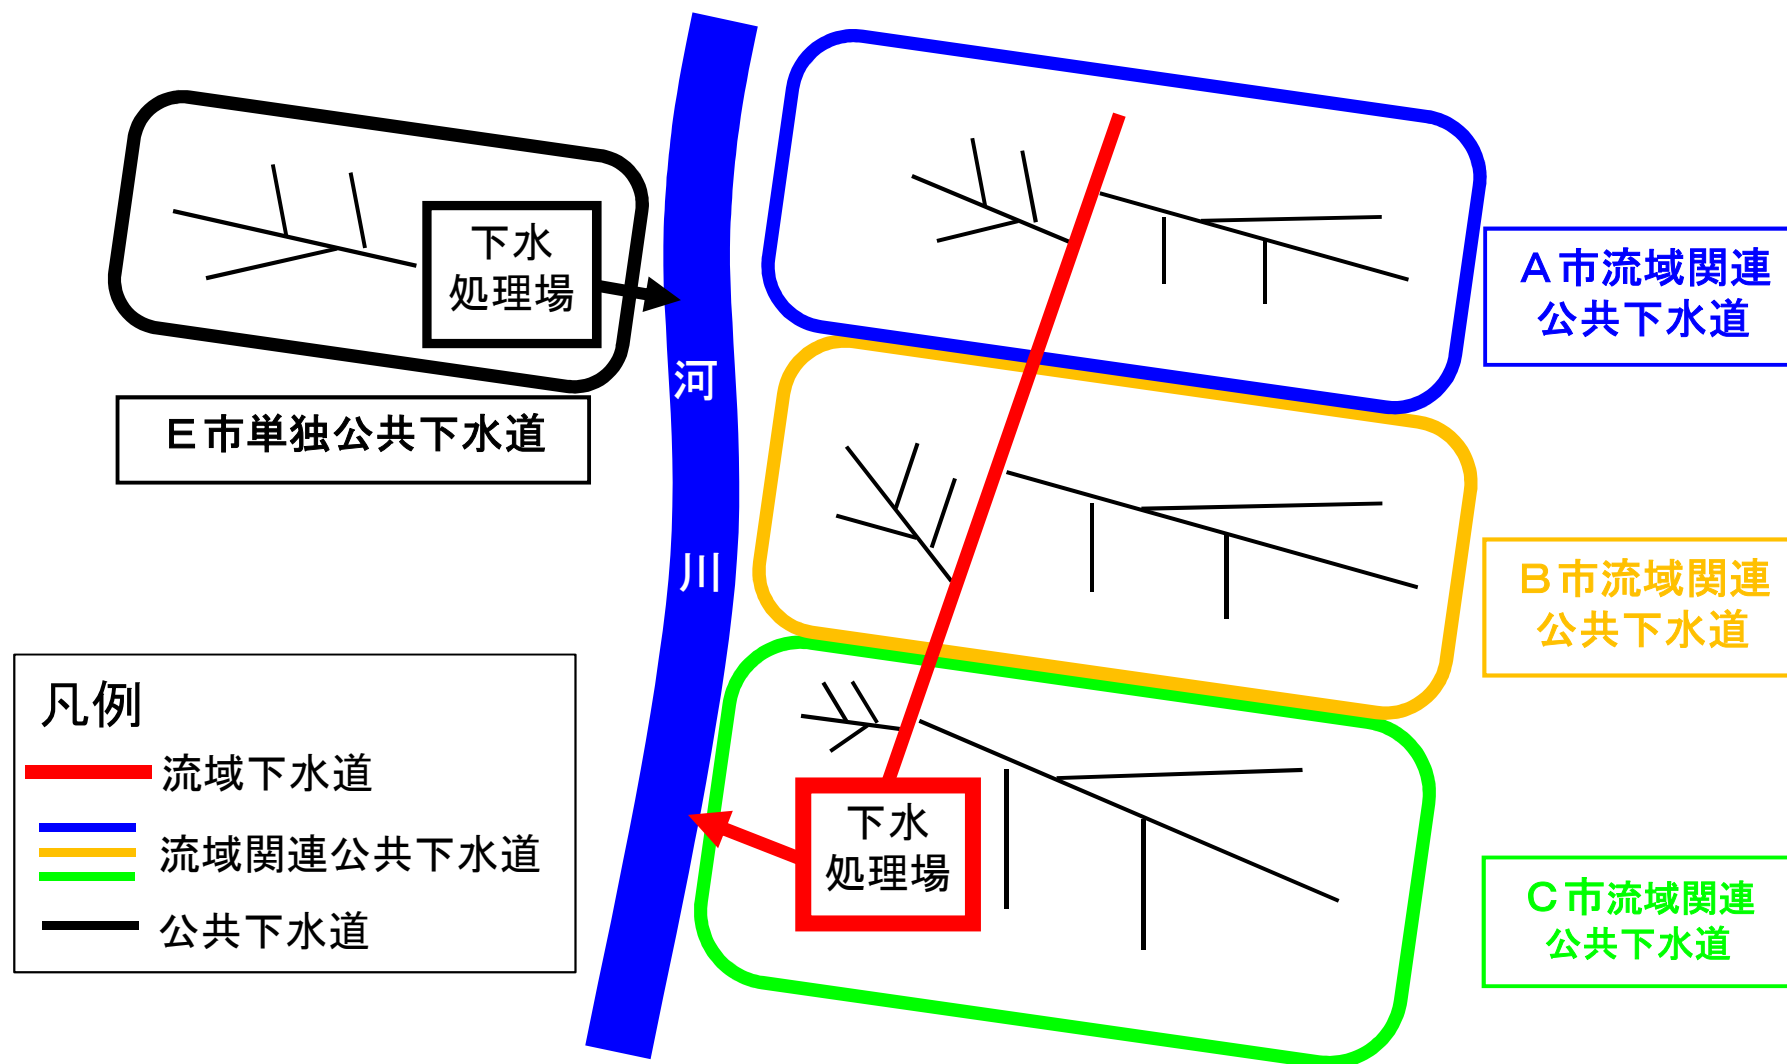 下水
処理場
E市単独公共下水道
河
川
A市流域関連
公共下水道
B市流域関連
公共下水道
C市流域関連
公共下水道
下水
処理場
凡例
流域下水道
流域関連公共下水道
公共下水道